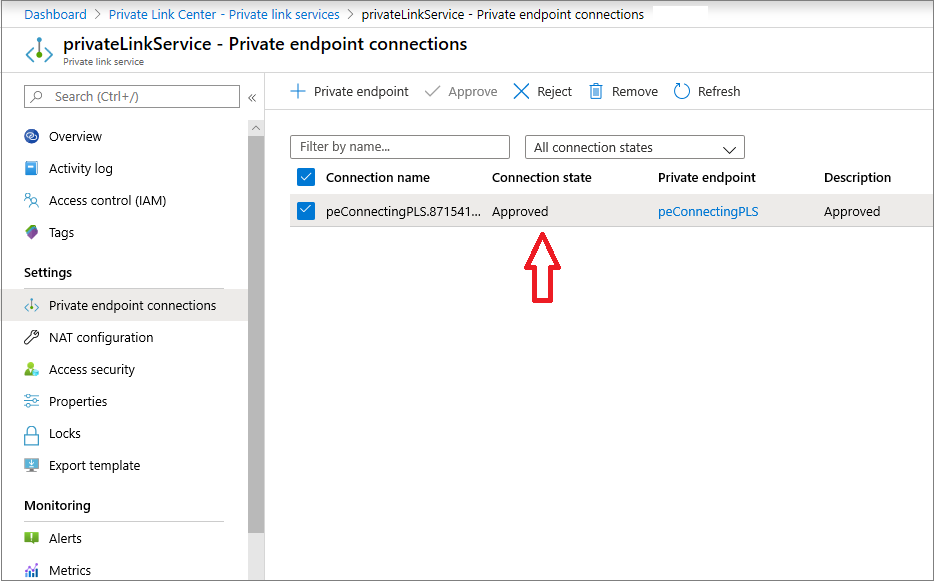 Dashboard > Private Link Center - Private link services > privateLinkService - Private endpoint connections
privateLinkService - Private endpoint connections
Private link service
Search (Ctrl+/)
«
Overview
Activity log
Access control (IAM)
Tags
Settings
Private endpoint connections
NAT configuration
Access security
Properties
Locks
Export template
Monitoring
Alerts
Metrics
+ Private endpoint Approve Reject Remove Refresh
Filter by name... All connection states
Connection name Connection state Private endpoint Description
peConnectingPLS.871541... Approved peConnectingPLS Approved